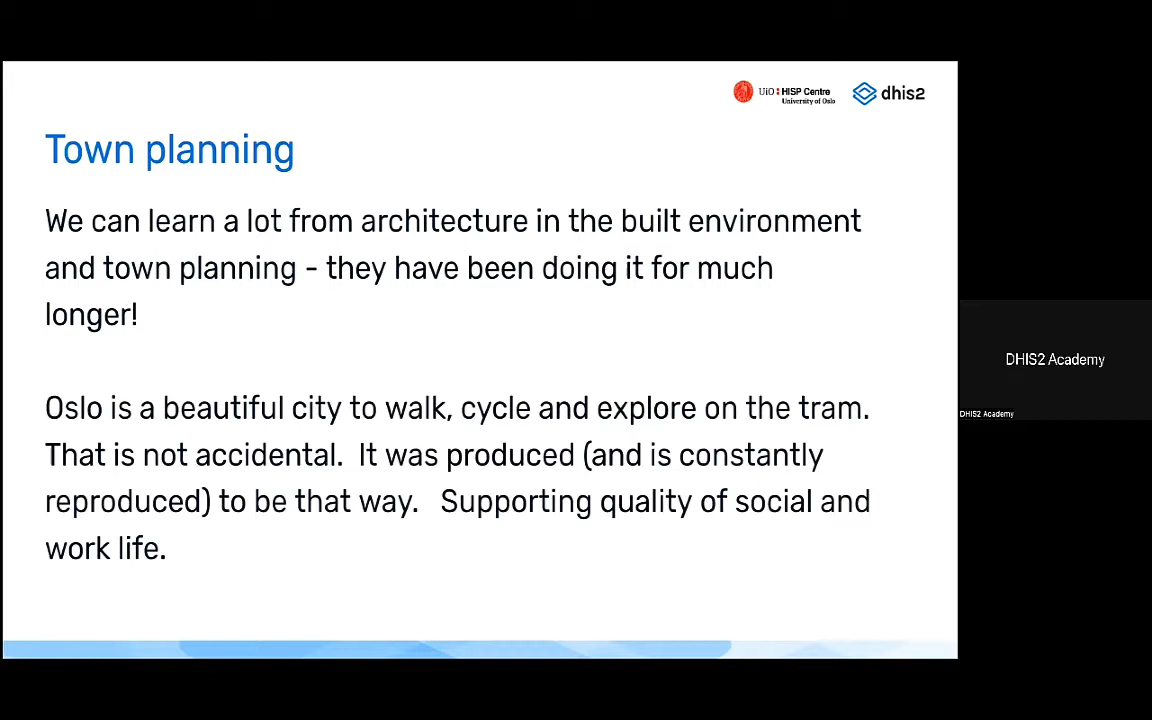 UiO : HISP Centre
University of Oslo
dhis2
Town planning
We can learn a lot from architecture in the built environment
and town planning - they have been doing it for much
longer!
Oslo is a beautiful city to walk, cycle and explore on the tram.
That is not accidental.  It was produced (and is constantly
reproduced) to be that way.   Supporting quality of social and
work life.
DHIS2 Academy
DHIS2 Academy